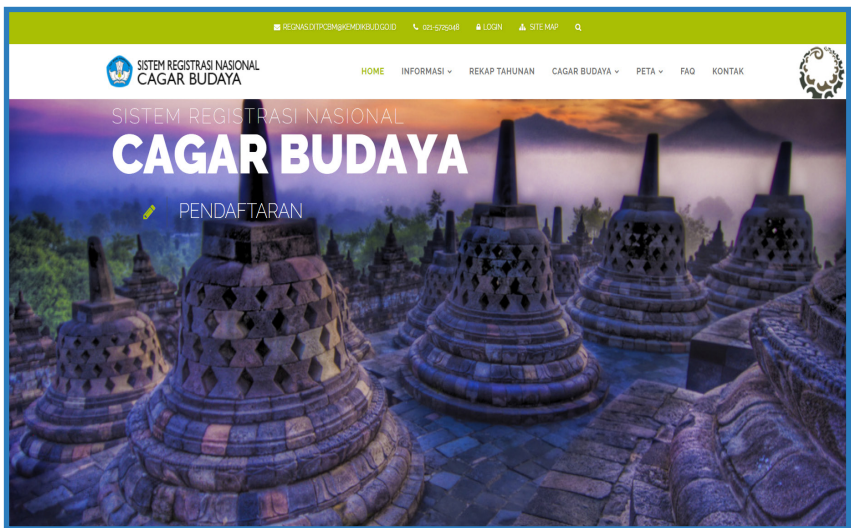 REGNAS.DITPCBM@KEMDIKBUD.GO.ID 021-5725048 LOGIN SITE MAP
SISTEM REGISTRASI NASIONAL
CAGAR BUDAYA
HOME INFORMASI REKAP TAHUNAN CAGAR BUDAYA PETA FAQ KONTAK
SISTEM REGISTRASI NASIONAL
CAGAR BUDAYA
PENDAFTARAN